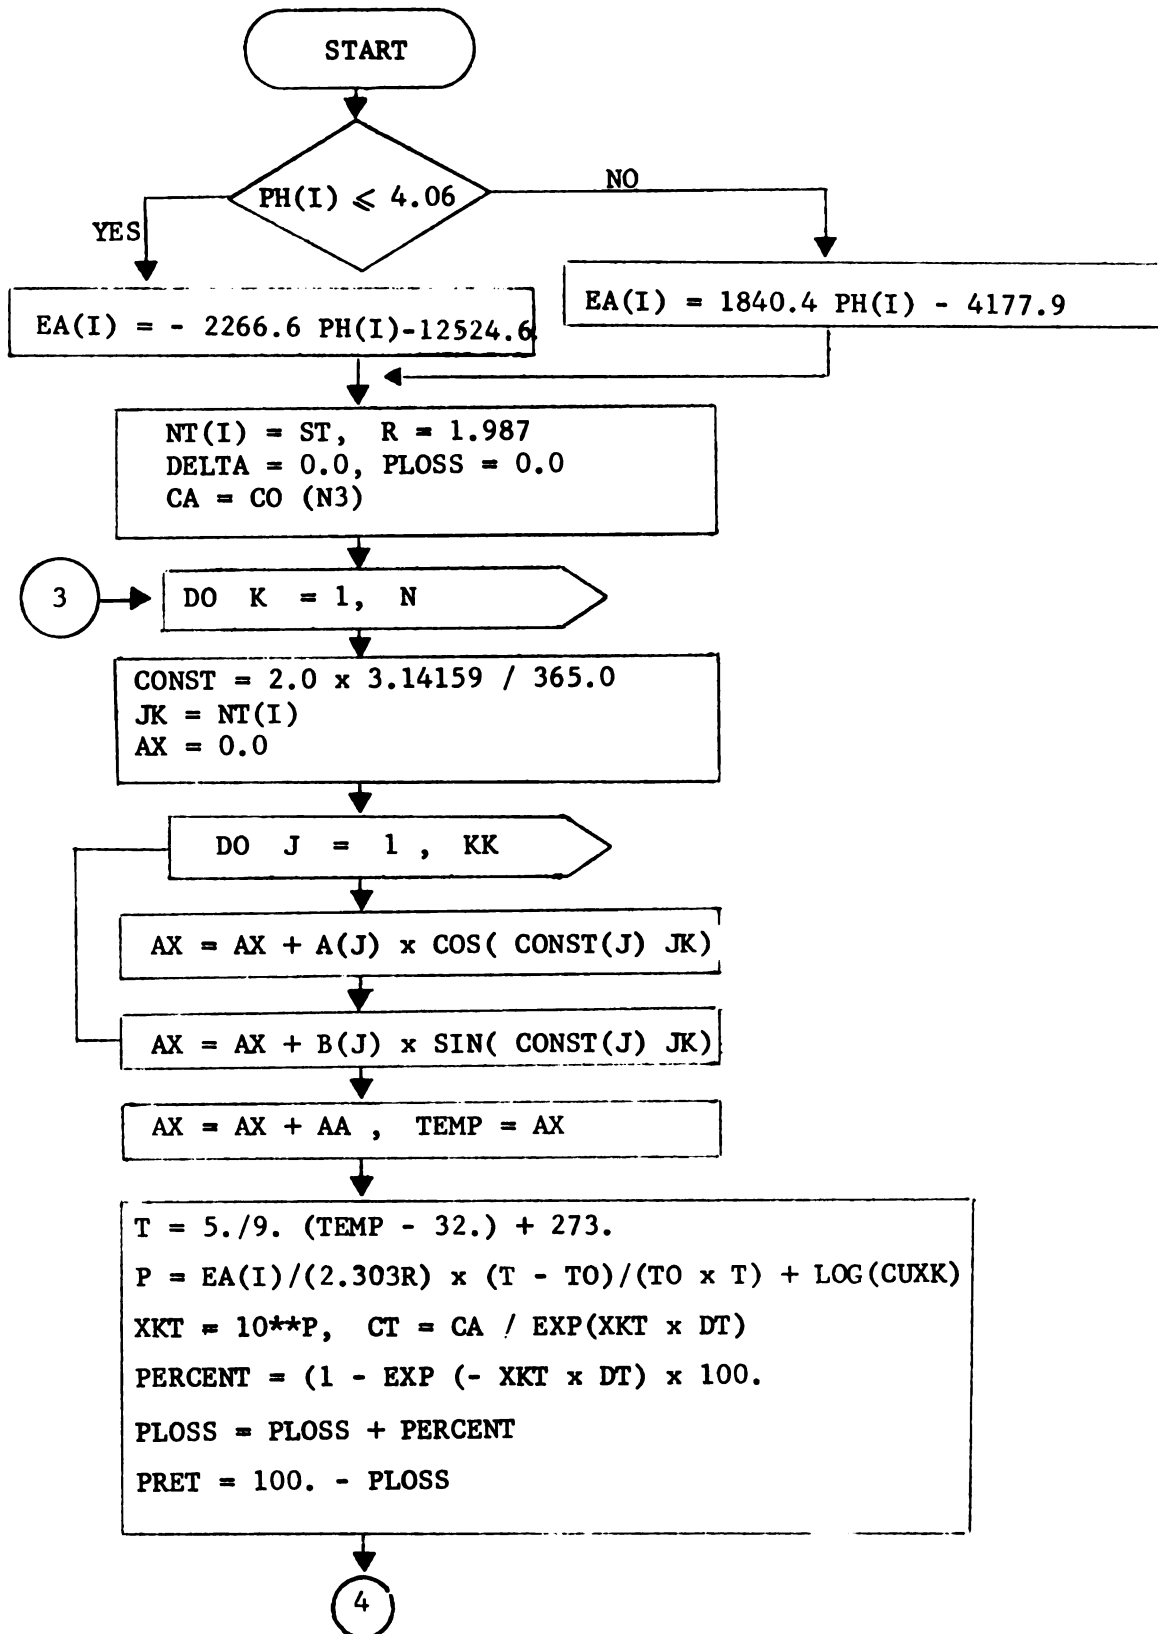 START
PH(I) ⩽ 4.06
NO
YES
EA(I) = - 2266.6 PH(I)-12524.6
EA(I) = 1840.4 PH(I) - 4177.9
NT(I) = ST, R = 1.987
DELTA = 0.0, PLOSS = 0.0
CA = CO (N3)
3
DO K = 1, N
CONST = 2.0 x 3.14159 / 365.0
JK = NT(I)
AX = 0.0
DO J = 1 , KK
AX = AX + A(J) x COS( CONST(J) JK)
AX = AX + B(J) x SIN( CONST(J) JK)
AX = AX + AA , TEMP = AX
T = 5./9. (TEMP - 32.) + 273.
P = EA(I)/(2.303R) x (T - TO)/(TO x T) + LOG(CUXK)
XKT = 10**P, CT = CA / EXP(XKT x DT)
PERCENT = (1 - EXP (- XKT x DT) x 100.
PLOSS = PLOSS + PERCENT
PRET = 100. - PLOSS
4